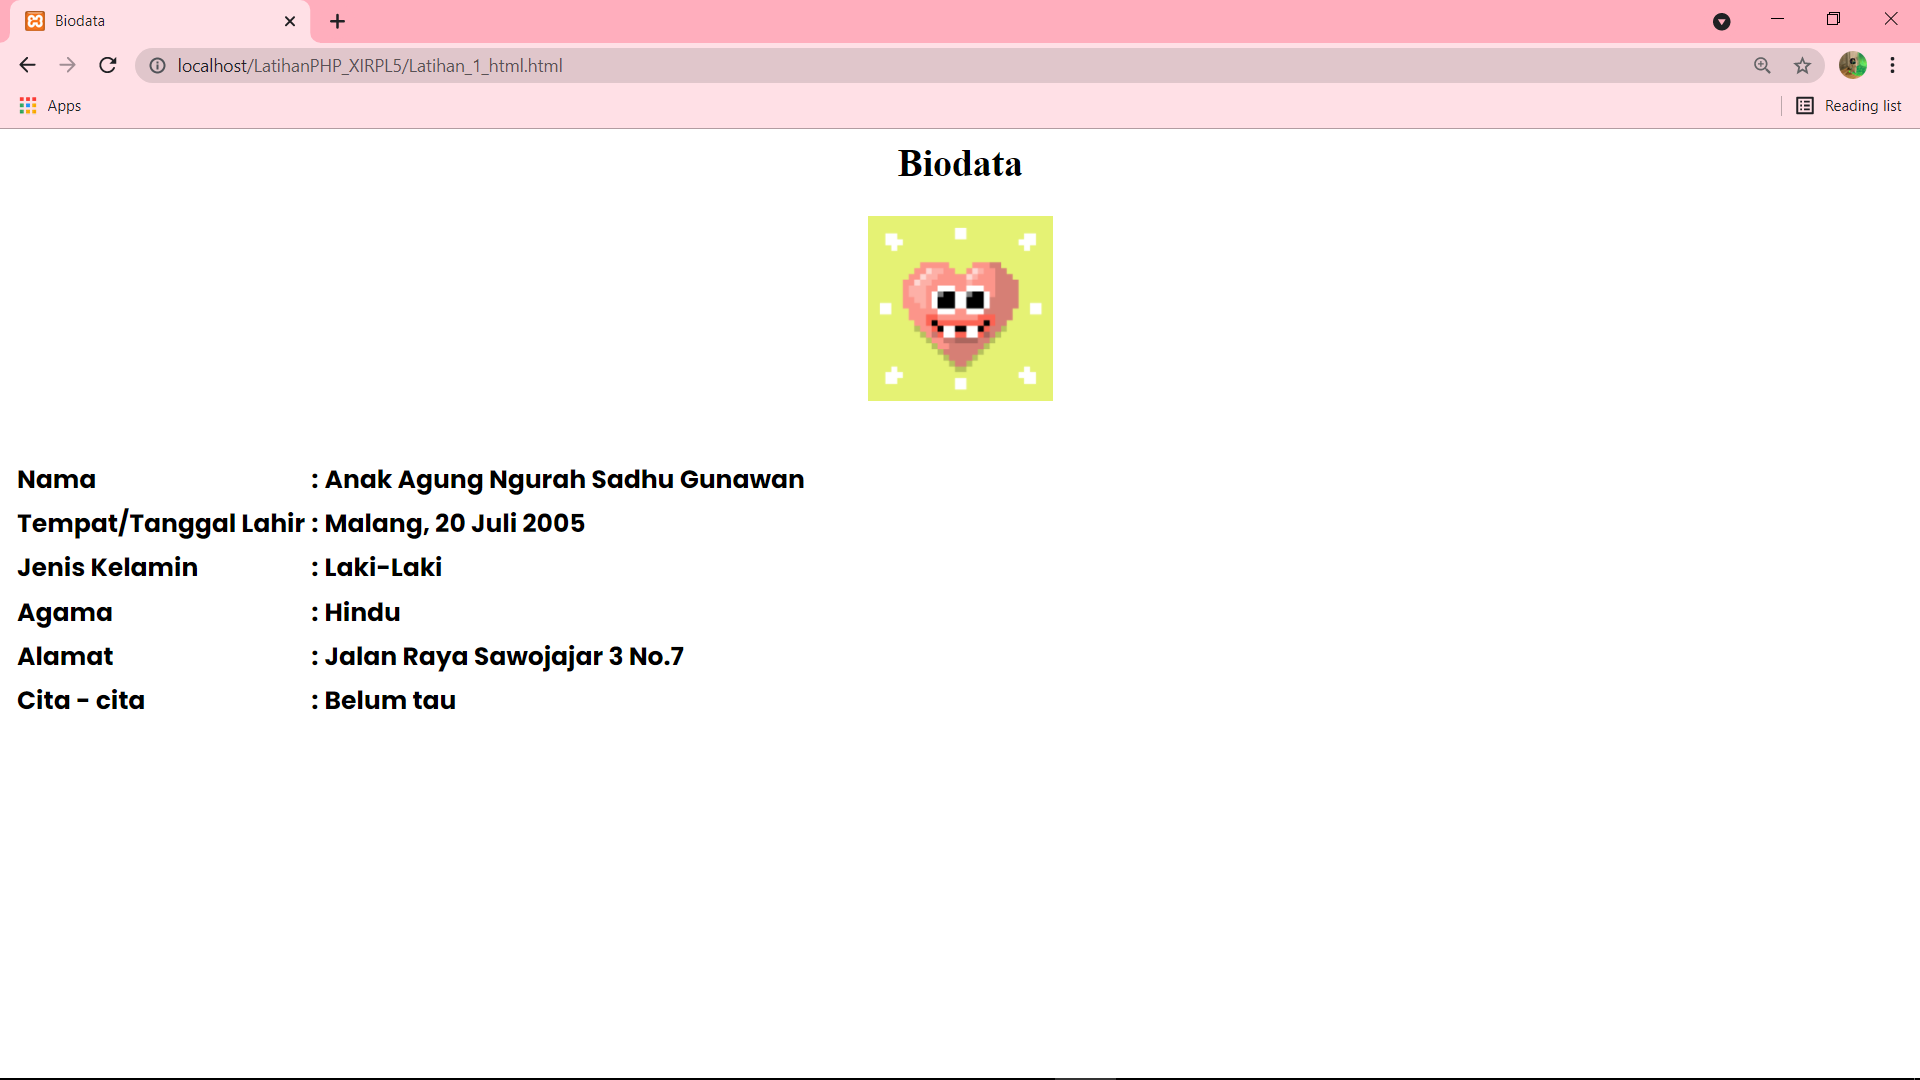 Biodata
localhost/LatihanPHP_XIRPL5/Latihan_1_html.html
Apps
Reading list
Biodata
Nama : Anak Agung Ngurah Sadhu Gunawan
Tempat/Tanggal Lahir : Malang, 20 Juli 2005
Jenis Kelamin : Laki-Laki
Agama : Hindu
Alamat : Jalan Raya Sawojajar 3 No.7
Cita - cita : Belum tau